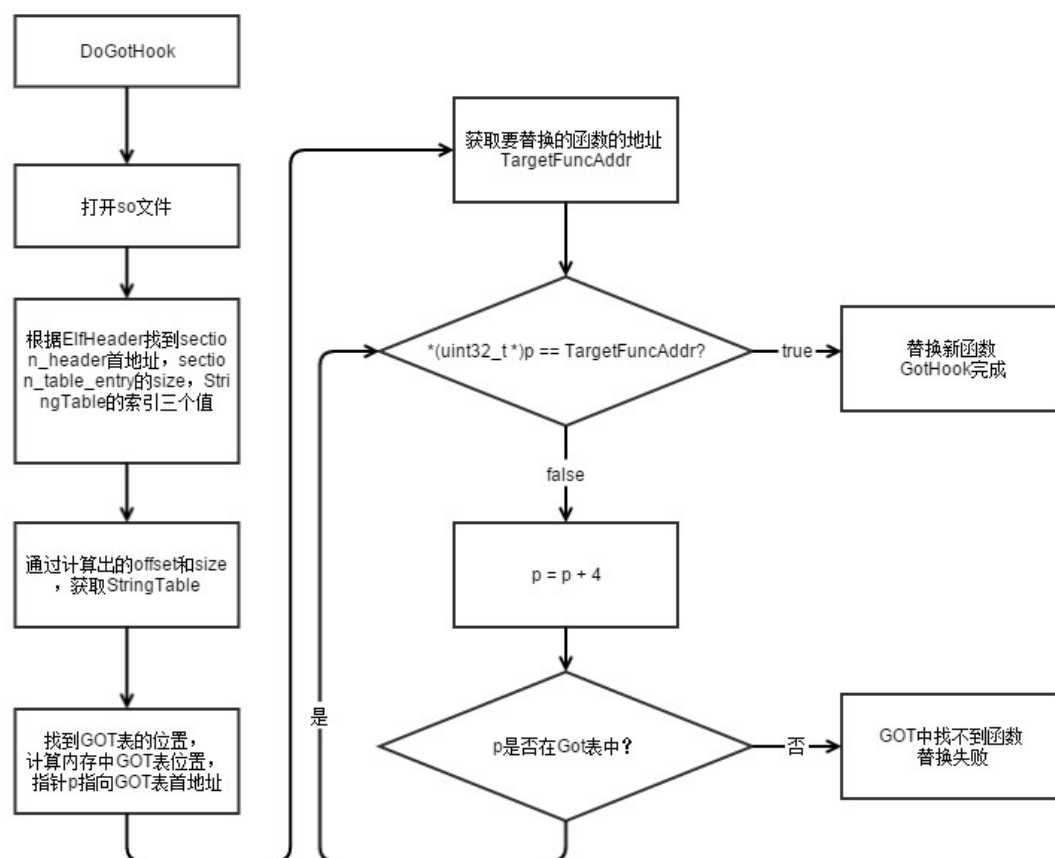 DoGotHook
打开so文件
根据ElfHeader找到sectio
n_header首地址，sectio
n_table_entry的size，Stri
ngTable的索引三个值
通过计算出的offset和size
，获取StringTable
找到GOT表的位置，
计算内存中GOT表位置，
指针p指向GOT表首地址
获取要替换的函数的地址
TargetFuncAddr
*(uint32_t *)p == TargetFuncAddr?
true
替换新函数
GotHook完成
false
p = p + 4
是
p是否在Got表中？
否
GOT中找不到函数
替换失败